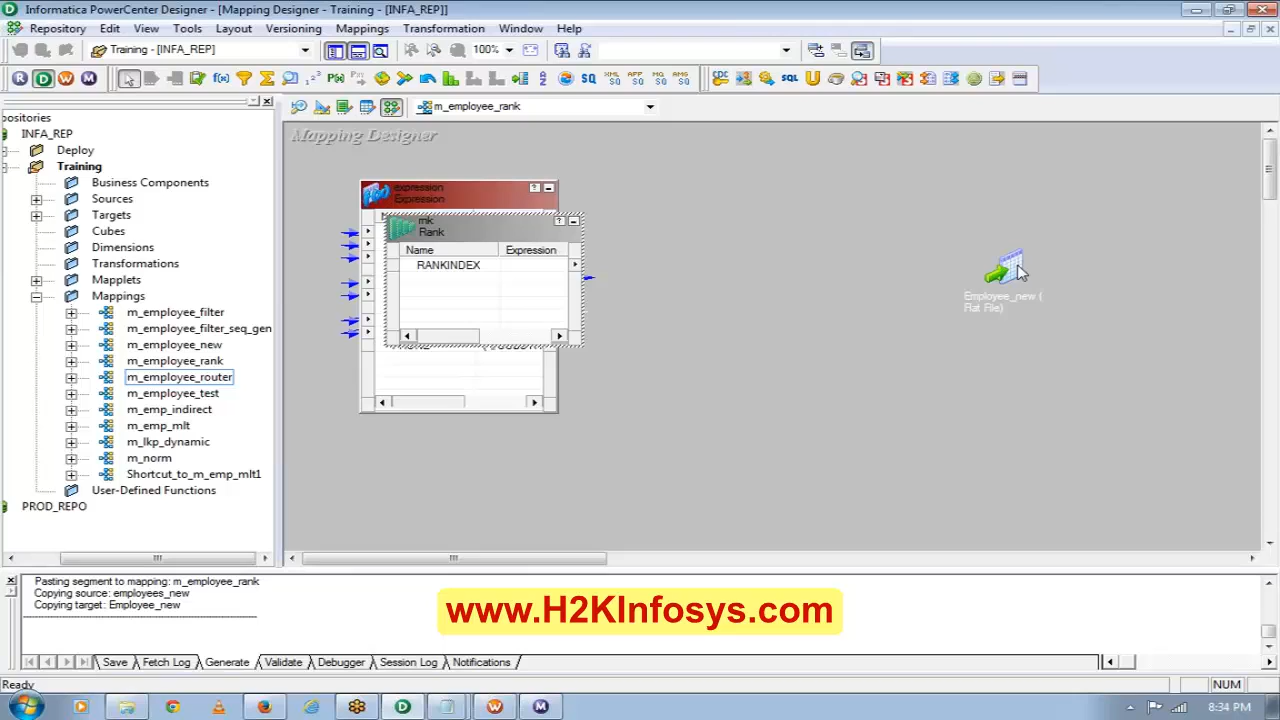 Informatica PowerCenter Designer - [Mapping Designer - Training - [INFA_REP]]
Repository Edit View Tools Layout Versioning Mappings Transformation Window Help
Training - [INFA_REP]
100%
m_employee_rank
positories
INFA_REP
Deploy
Training
Business Components
Sources
Targets
Cubes
Dimensions
Transformations
Mapplets
Mappings
m_employee_filter
m_employee_filter_seq_gen
m_employee_new
m_employee_rank
m_employee_router
m_employee_test
m_emp_indirect
m_emp_mlt
m_lkp_dynamic
m_norm
Shortcut_to_m_emp_mlt1
User-Defined Functions
PROD_REPO
Mapping Designer
expression
Expression
rnk
Rank
Name Expression
RANKINDEX
Employee_new (
Flat File)
Pasting segment to mapping: m_employee_rank
Copying source: employees_new
Copying target: Employee_new
www.H2KInfosys.com
Save Fetch Log Generate Validate Debugger Session Log Notifications
Ready
NUM
8:34 PM